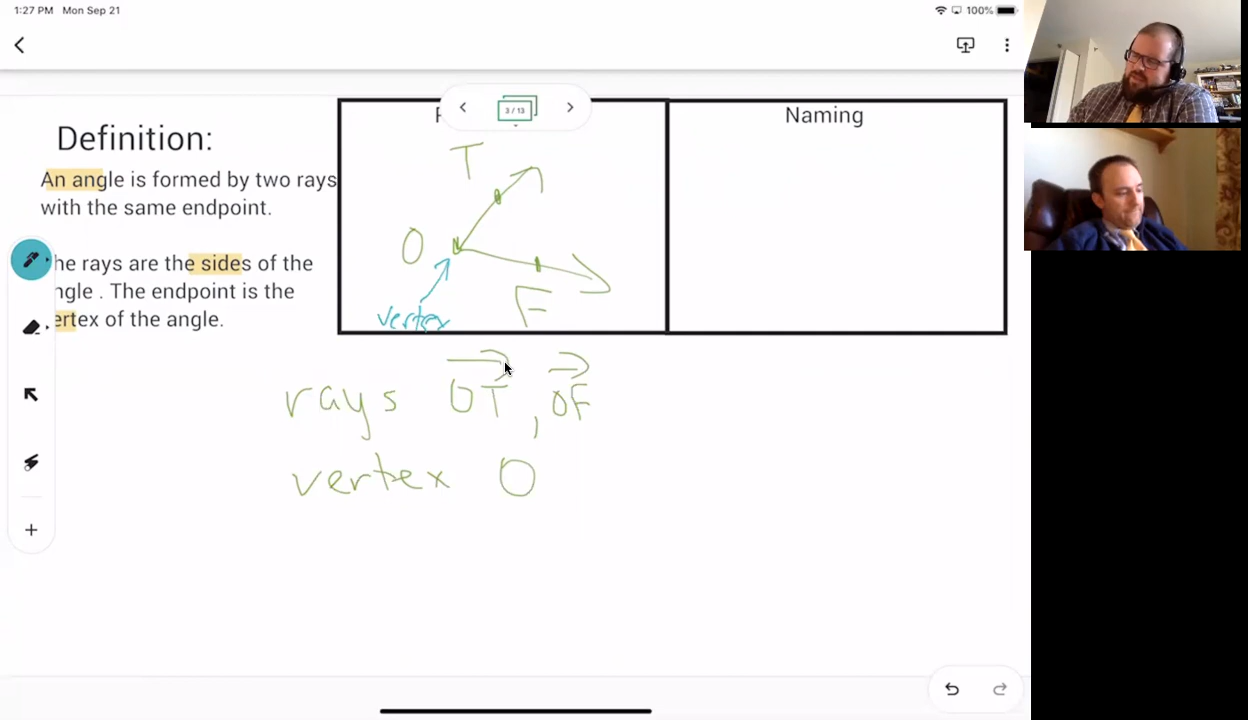 1:27 PM Mon Sep 21
100%
3 / 13
Definition:
An angle is formed by two rays
with the same endpoint.
he rays are the sides of the
ngle . The endpoint is the
ertex of the angle.
Naming
T
O
F
vertex
rays OT , OF
vertex O